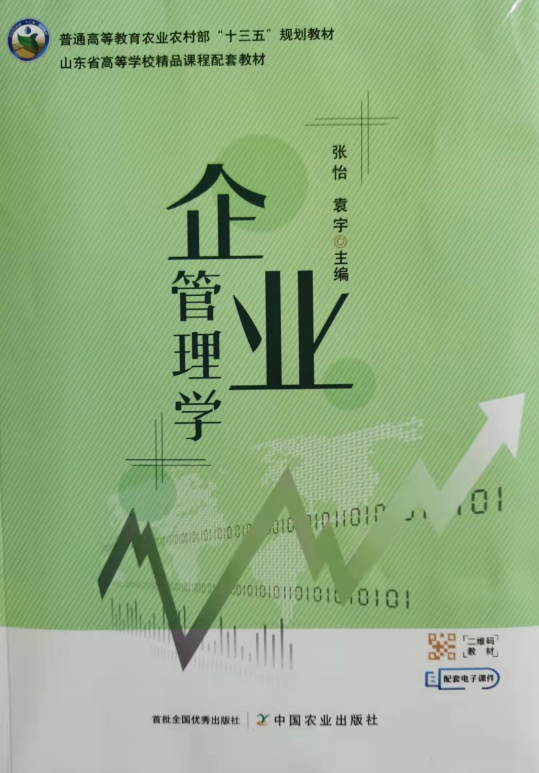 普通高等教育农业农村部“十三五”规划教材
山东省高等学校精品课程配套教材
张怡 袁宇◎主编
企业
管理学
01011010
0101
01011010101
二维码
教材
配套电子课件
首批全国优秀出版社
中国农业出版社